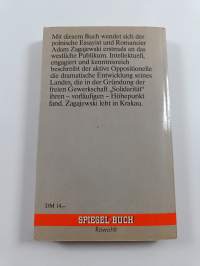 Mit diesem Buch wendet sich der
polnische Essayist und Romancier
Adam Zagajewski erstmals an das
westliche Publikum. Intellektuell,
engagiert und kenntnisreich
beschreibt der aktive Oppositionelle
die dramatische Entwicklung seines
Landes, die in der Gründung der
freien Gewerkschaft „Solidarität"
ihren – vorläufigen – Höhepunkt
fand. Zagajewski lebt in Krakau.
DM 14,–
SPIEGEL-BUCH
Rowohlt